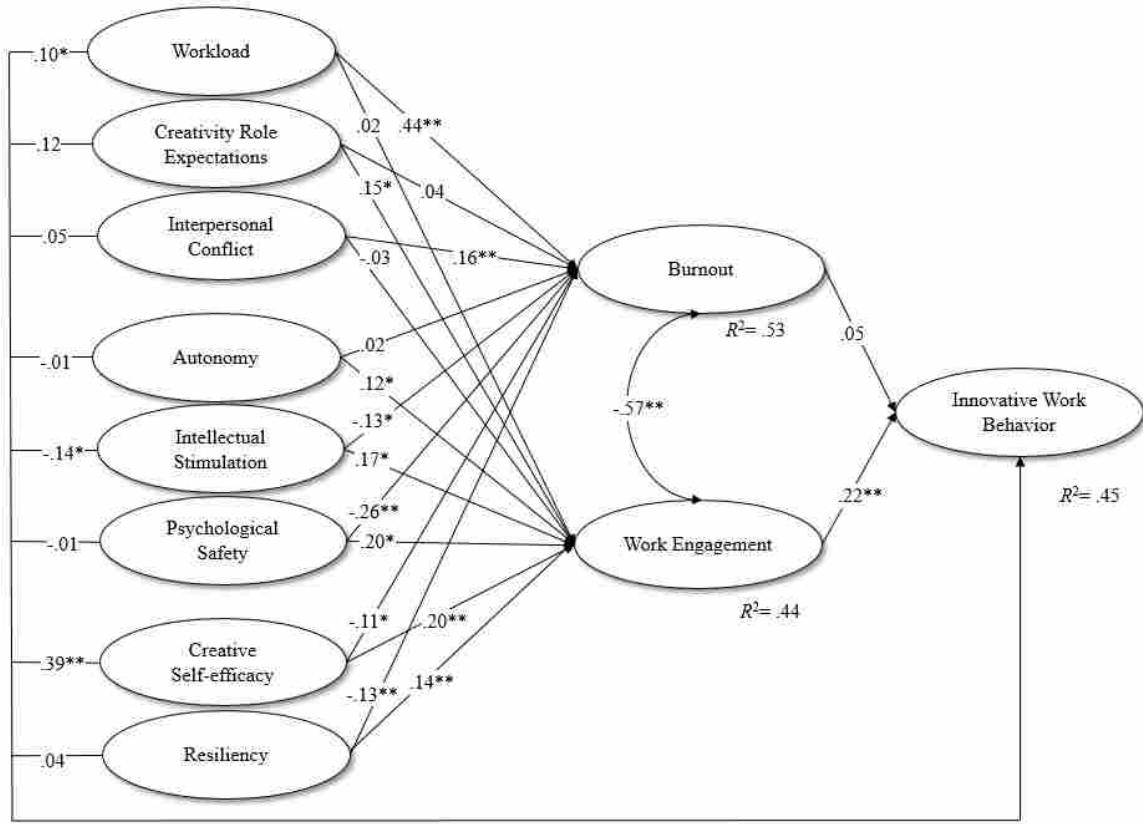 .10*
Workload
.02
.44**
.12
Creativity Role
Expectations
.15*
.04
.05
Interpersonal
Conflict
-.03
.16**
Burnout
R²= .53
-.01
Autonomy
.02
.12*
.05
-.14*
Intellectual
Stimulation
-.13*
.17*
-.57**
Innovative Work
Behavior
R²= .45
-.01
Psychological
Safety
-.26**
.20*
Work Engagement
.22**
R²= .44
.39**
Creative
Self-efficacy
-.11*
.20**
.04
Resiliency
-.13**
.14**